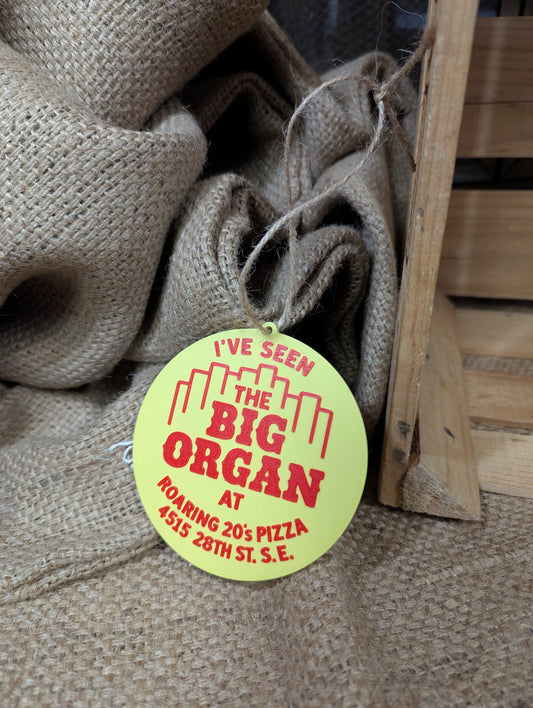 I'VE SEEN
THE
BIG
ORGAN
AT
ROARING 20's PIZZA
4515 28TH ST. S.E.